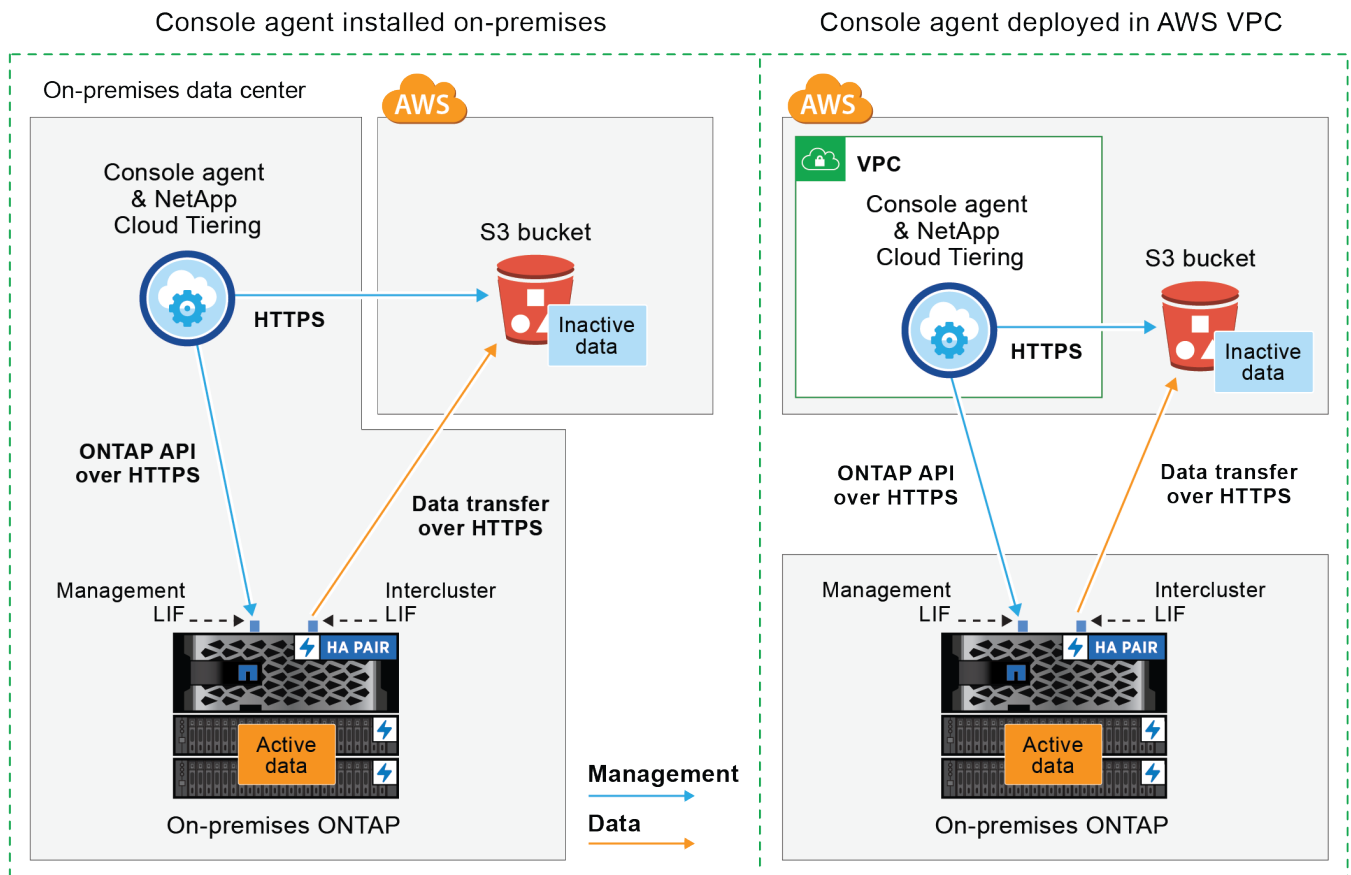 Console agent installed on-premises
On-premises data center
AWS
Console agent
& NetApp
Cloud Tiering
S3 bucket
HTTPS
Inactive
data
ONTAP API
over HTTPS
Data transfer
over HTTPS
Management
LIF
Intercluster
LIF
HA PAIR
Active
data
On-premises ONTAP
Management
Data
Console agent deployed in AWS VPC
AWS
VPC
Console agent
& NetApp
Cloud Tiering
S3 bucket
HTTPS
Inactive
data
ONTAP API
over HTTPS
Data transfer
over HTTPS
Management
LIF
Intercluster
LIF
HA PAIR
Active
data
On-premises ONTAP